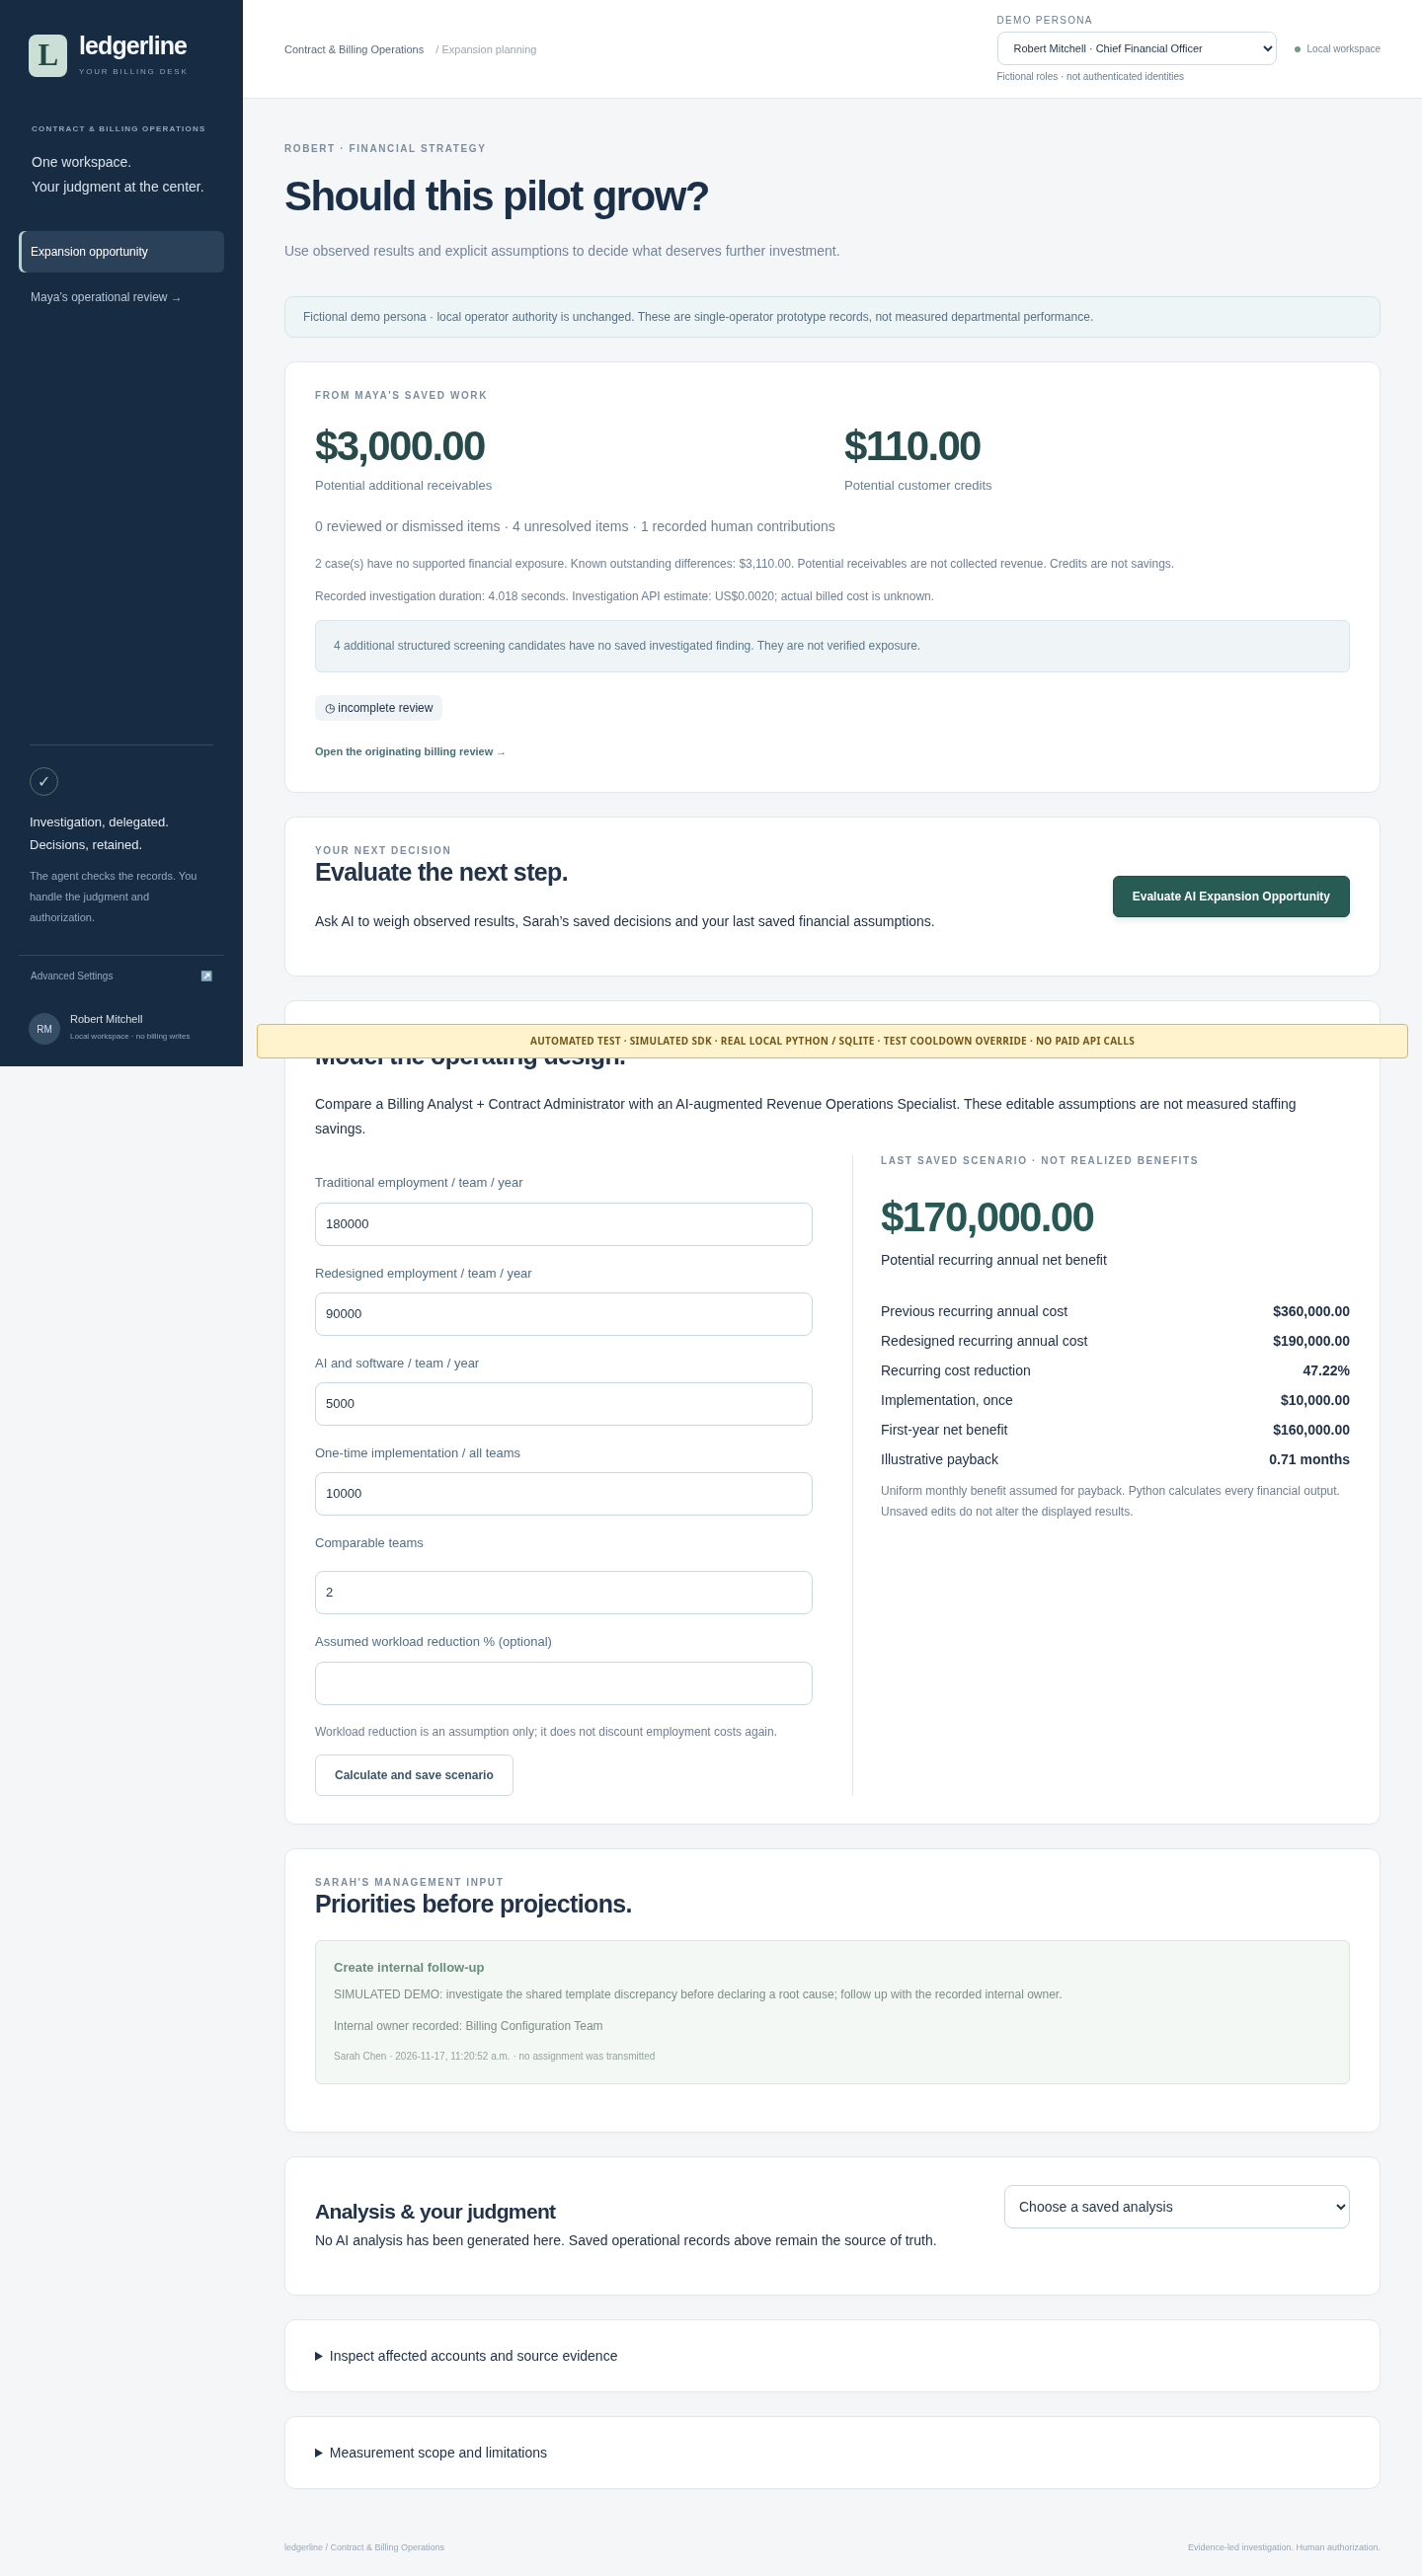 L
ledgerline
YOUR BILLING DESK
CONTRACT & BILLING OPERATIONS
One workspace.
Your judgment at the center.
Expansion opportunity
Maya's operational review →
✓
Investigation, delegated.
Decisions, retained.
The agent checks the records. You
handle the judgment and
authorization.
Advanced Settings ↗
RM
Robert Mitchell
Local workspace · no billing writes
Contract & Billing Operations / Expansion planning
DEMO PERSONA
Robert Mitchell · Chief Financial Officer
Local workspace
Fictional roles · not authenticated identities
ROBERT · FINANCIAL STRATEGY
Should this pilot grow?
Use observed results and explicit assumptions to decide what deserves further investment.
Fictional demo persona · local operator authority is unchanged. These are single-operator prototype records, not measured departmental performance.
FROM MAYA'S SAVED WORK
$3,000.00
Potential additional receivables
$110.00
Potential customer credits
0 reviewed or dismissed items · 4 unresolved items · 1 recorded human contributions
2 case(s) have no supported financial exposure. Known outstanding differences: $3,110.00. Potential receivables are not collected revenue. Credits are not savings.
Recorded investigation duration: 4.018 seconds. Investigation API estimate: US$0.0020; actual billed cost is unknown.
4 additional structured screening candidates have no saved investigated finding. They are not verified exposure.
◷ incomplete review
Open the originating billing review →
YOUR NEXT DECISION
Evaluate the next step.
Ask AI to weigh observed results, Sarah's saved decisions and your last saved financial assumptions.
Evaluate AI Expansion Opportunity
AUTOMATED TEST · SIMULATED SDK · REAL LOCAL PYTHON / SQLITE · TEST COOLDOWN OVERRIDE · NO PAID API CALLS
Model the operating design.
Compare a Billing Analyst + Contract Administrator with an AI-augmented Revenue Operations Specialist. These editable assumptions are not measured staffing
savings.
Traditional employment / team / year
180000
Redesigned employment / team / year
90000
AI and software / team / year
5000
One-time implementation / all teams
10000
Comparable teams
2
Assumed workload reduction % (optional)
Workload reduction is an assumption only; it does not discount employment costs again.
Calculate and save scenario
LAST SAVED SCENARIO · NOT REALIZED BENEFITS
$170,000.00
Potential recurring annual net benefit
Previous recurring annual cost $360,000.00
Redesigned recurring annual cost $190,000.00
Recurring cost reduction 47.22%
Implementation, once $10,000.00
First-year net benefit $160,000.00
Illustrative payback 0.71 months
Uniform monthly benefit assumed for payback. Python calculates every financial output.
Unsaved edits do not alter the displayed results.
SARAH'S MANAGEMENT INPUT
Priorities before projections.
Create internal follow-up
SIMULATED DEMO: investigate the shared template discrepancy before declaring a root cause; follow up with the recorded internal owner.
Internal owner recorded: Billing Configuration Team
Sarah Chen · 2026-11-17, 11:20:52 a.m. · no assignment was transmitted
Analysis & your judgment
Choose a saved analysis
No AI analysis has been generated here. Saved operational records above remain the source of truth.
▶ Inspect affected accounts and source evidence
▶ Measurement scope and limitations
ledgerline / Contract & Billing Operations
Evidence-led investigation. Human authorization.